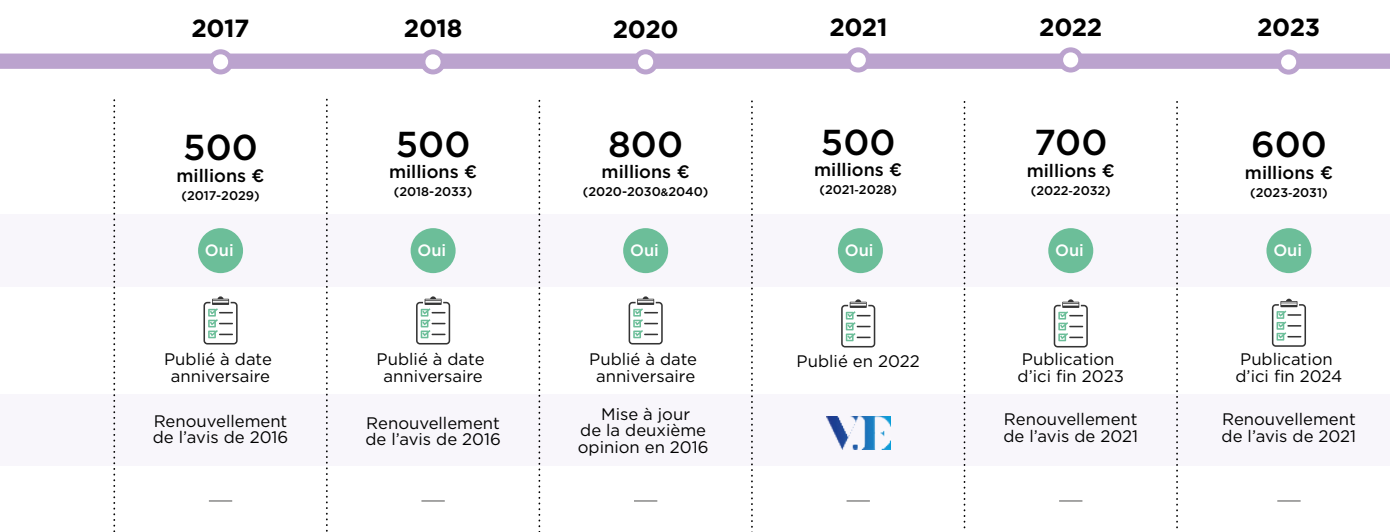 2017
2018
2020
2021
2022
2023
500
millions €
(2017-2029)
500
millions €
(2018-2033)
800
millions €
(2020-2030&2040)
500
millions €
(2021-2028)
700
millions €
(2022-2032)
600
millions €
(2023-2031)
Oui
Oui
Oui
Oui
Oui
Oui
Publié à date
anniversaire
Publié à date
anniversaire
Publié à date
anniversaire
Publié en 2022
Publication
d'ici fin 2023
Publication
d'ici fin 2024
Renouvellement
de l'avis de 2016
Renouvellement
de l'avis de 2016
Mise à jour
de la deuxième
opinion en 2016
V.E
Renouvellement
de l'avis de 2021
Renouvellement
de l'avis de 2021
—
—
—
—
—
—